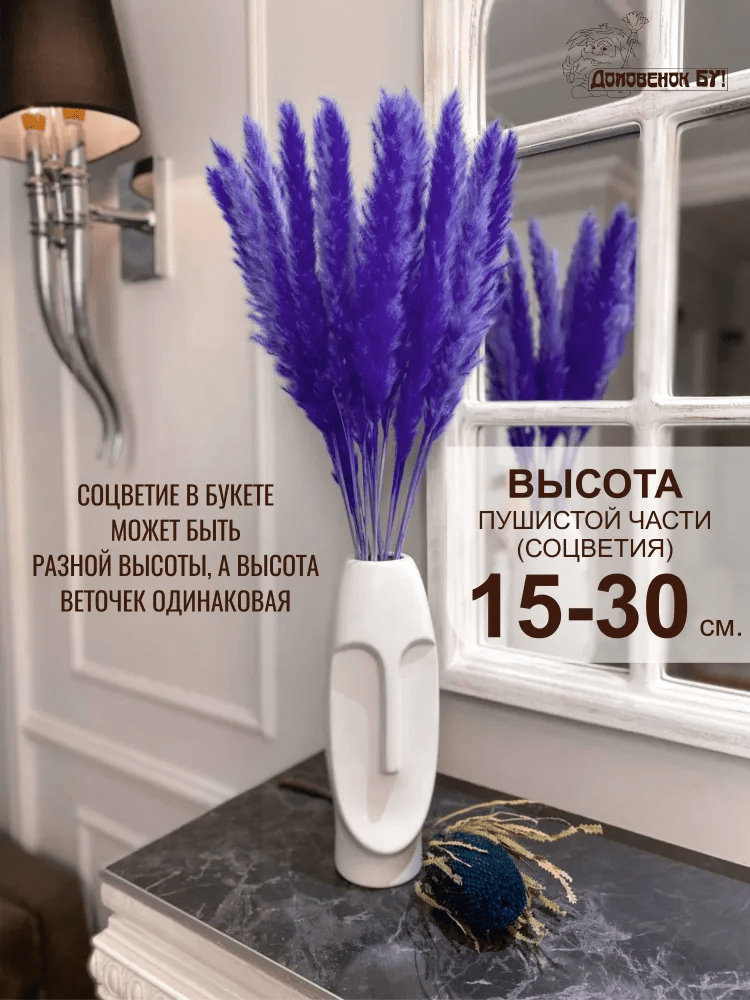 Домовенок БУ!
СОЦВЕТИЕ В БУКЕТЕ
МОЖЕТ БЫТЬ
РАЗНОЙ ВЫСОТЫ, А ВЫСОТА
ВЕТОЧЕК ОДИНАКОВАЯ
ВЫСОТА
ПУШИСТОЙ ЧАСТИ
(СОЦВЕТИЯ)
15-30 см.